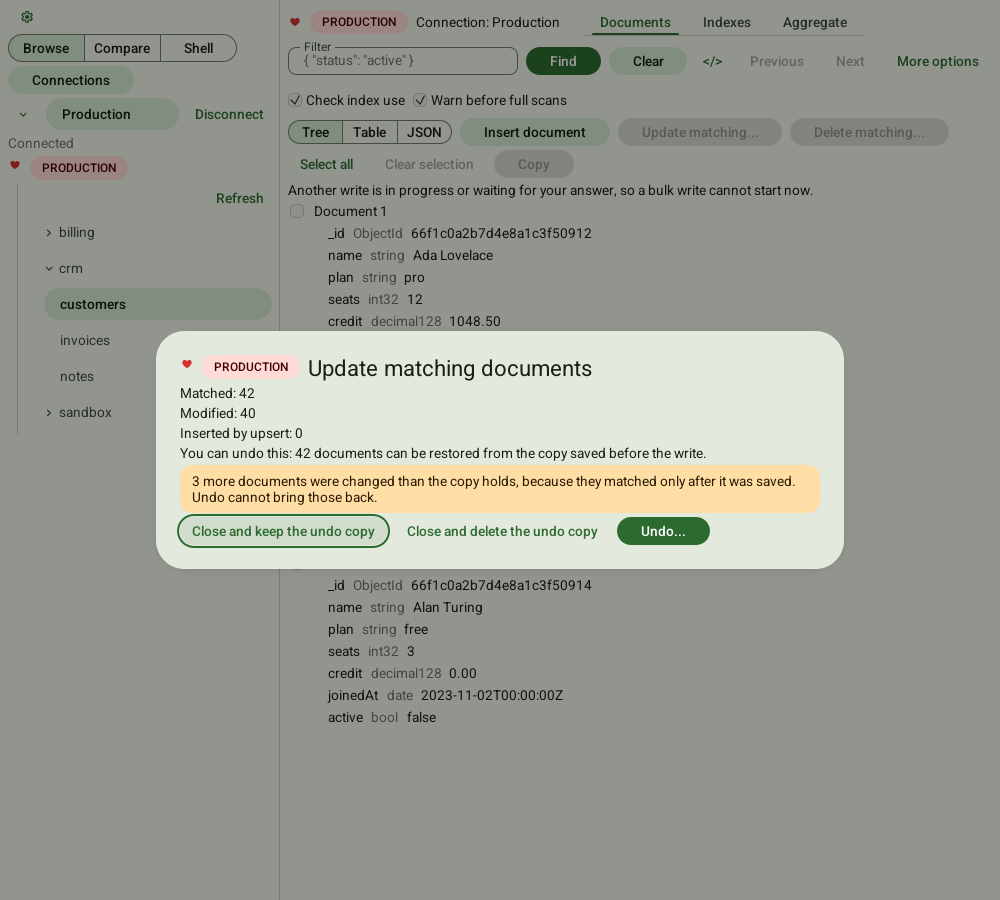 Browse
Compare
Shell
Connections
Production
Disconnect
Connected
PRODUCTION
Refresh
billing
crm
customers
invoices
notes
sandbox
PRODUCTION
Connection: Production
Documents
Indexes
Aggregate
Filter
{ "status": "active" }
Find
Clear
</>
Previous
Next
More options
Check index use
Warn before full scans
Tree
Table
JSON
Insert document
Update matching...
Delete matching...
Select all
Clear selection
Copy
Another write is in progress or waiting for your answer, so a bulk write cannot start now.
Document 1
_id ObjectId 66f1c0a2b7d4e8a1c3f50912
name string Ada Lovelace
plan string pro
seats int32 12
credit decimal128 1048.50
PRODUCTION
Update matching documents
Matched: 42
Modified: 40
Inserted by upsert: 0
You can undo this: 42 documents can be restored from the copy saved before the write.
3 more documents were changed than the copy holds, because they matched only after it was saved.
Undo cannot bring those back.
Close and keep the undo copy
Close and delete the undo copy
Undo...
_id ObjectId 66f1c0a2b7d4e8a1c3f50914
name string Alan Turing
plan string free
seats int32 3
credit decimal128 0.00
joinedAt date 2023-11-02T00:00:00Z
active bool false